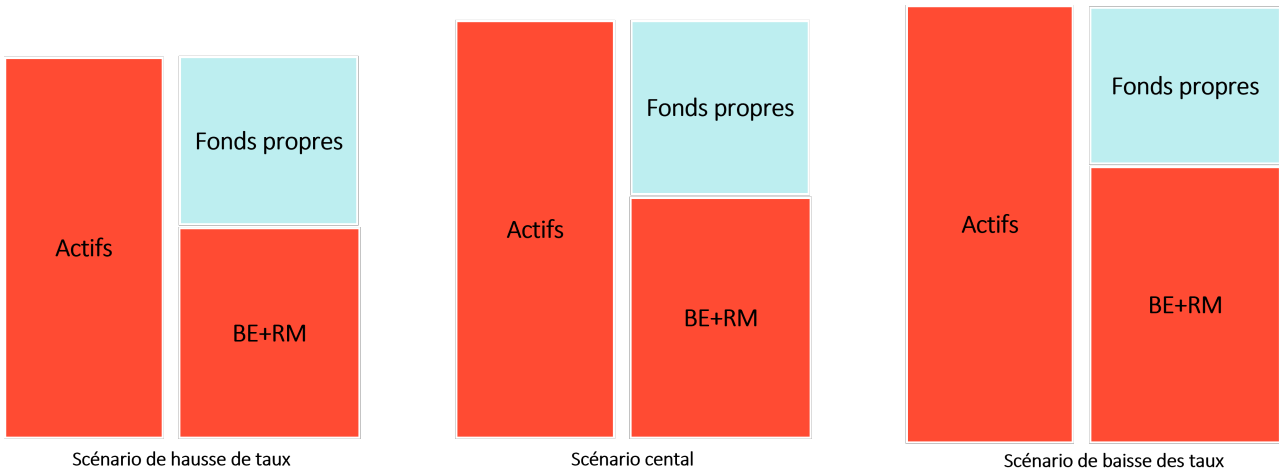 Actifs
Fonds propres
BE+RM
Scénario de hausse de taux
Actifs
Fonds propres
BE+RM
Scénario cental
Actifs
Fonds propres
BE+RM
Scénario de baisse des taux